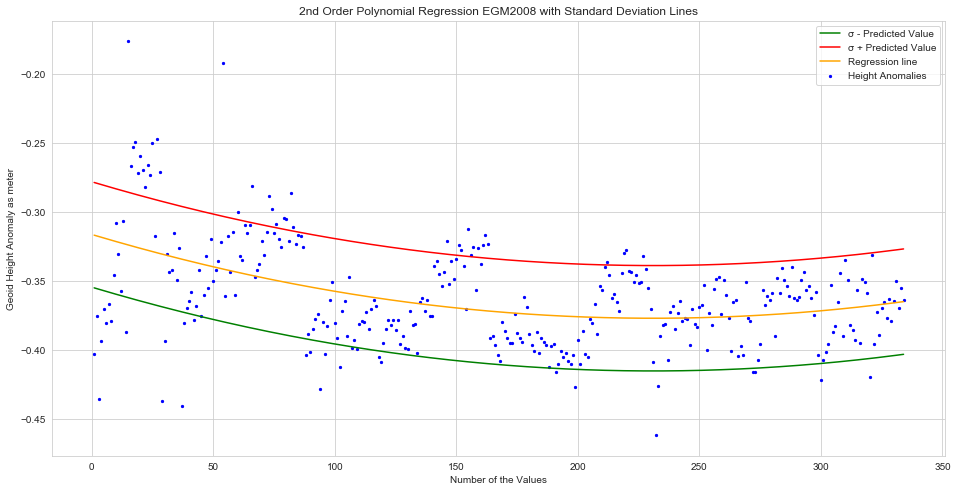 2nd Order Polynomial Regression EGM2008 with Standard Deviation Lines
σ - Predicted Value
σ + Predicted Value
Regression line
Height Anomalies
Geoid Height Anomaly as meter
−0.20
−0.25
−0.30
−0.35
−0.40
−0.45
0 50 100 150 200 250 300 350
Number of the Values